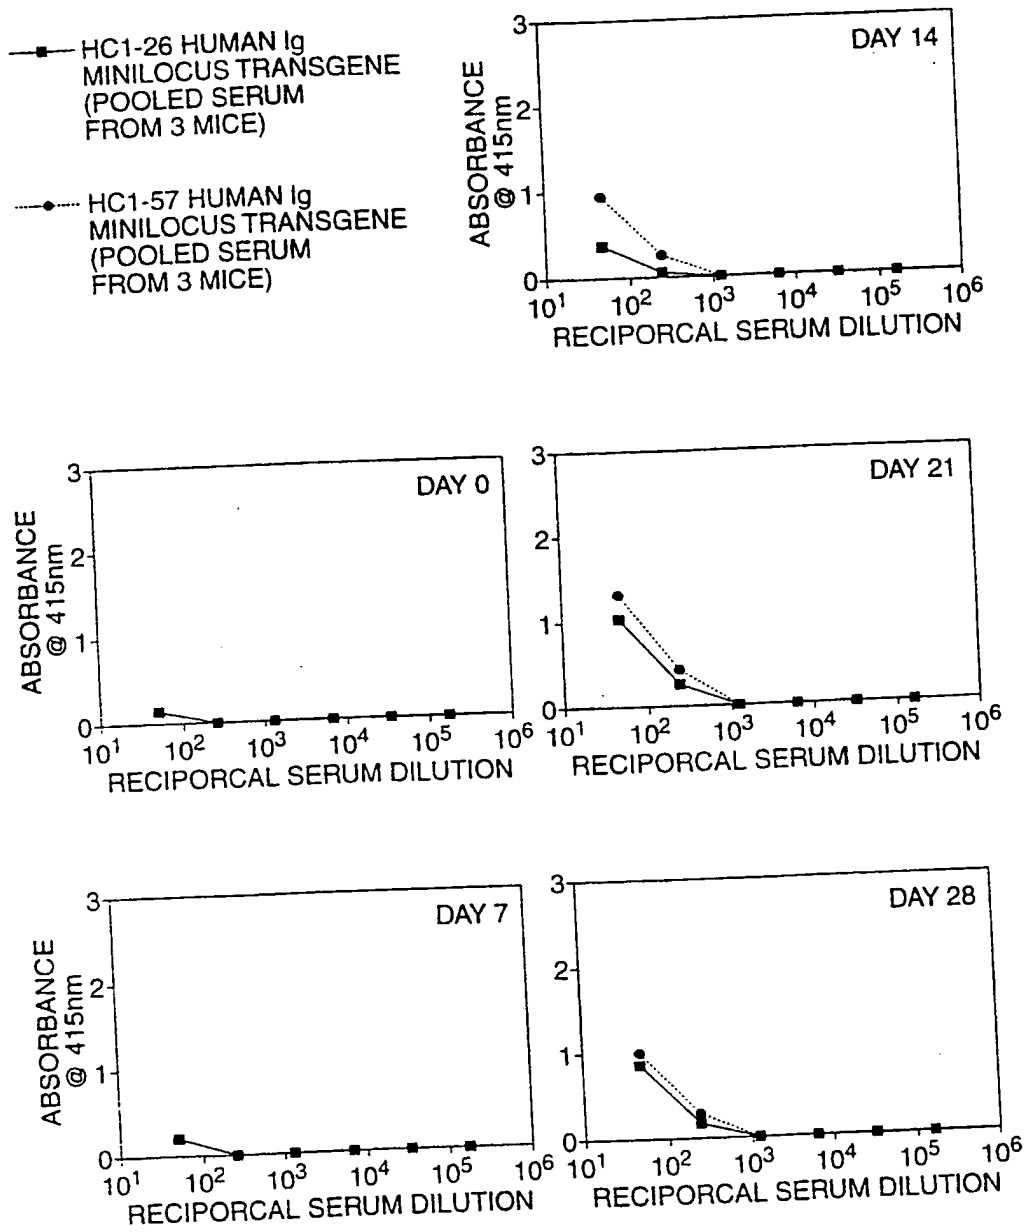 HC1-26 HUMAN Ig
MINILOCUS TRANSGENE
(POOLED SERUM
FROM 3 MICE)
HC1-57 HUMAN Ig
MINILOCUS TRANSGENE
(POOLED SERUM
FROM 3 MICE)
DAY 14
ABSORBANCE
@ 415nm
3
2
1
0
10¹ 10² 10³ 10⁴ 10⁵ 10⁶
RECIPORCAL SERUM DILUTION
DAY 0
ABSORBANCE
@ 415nm
3
2
1
0
10¹ 10² 10³ 10⁴ 10⁵ 10⁶
RECIPORCAL SERUM DILUTION
DAY 21
3
2
1
0
10¹ 10² 10³ 10⁴ 10⁵ 10⁶
RECIPORCAL SERUM DILUTION
DAY 7
ABSORBANCE
@ 415nm
3
2
1
0
10¹ 10² 10³ 10⁴ 10⁵ 10⁶
RECIPORCAL SERUM DILUTION
DAY 28
3
2
1
0
10¹ 10² 10³ 10⁴ 10⁵ 10⁶
RECIPORCAL SERUM DILUTION